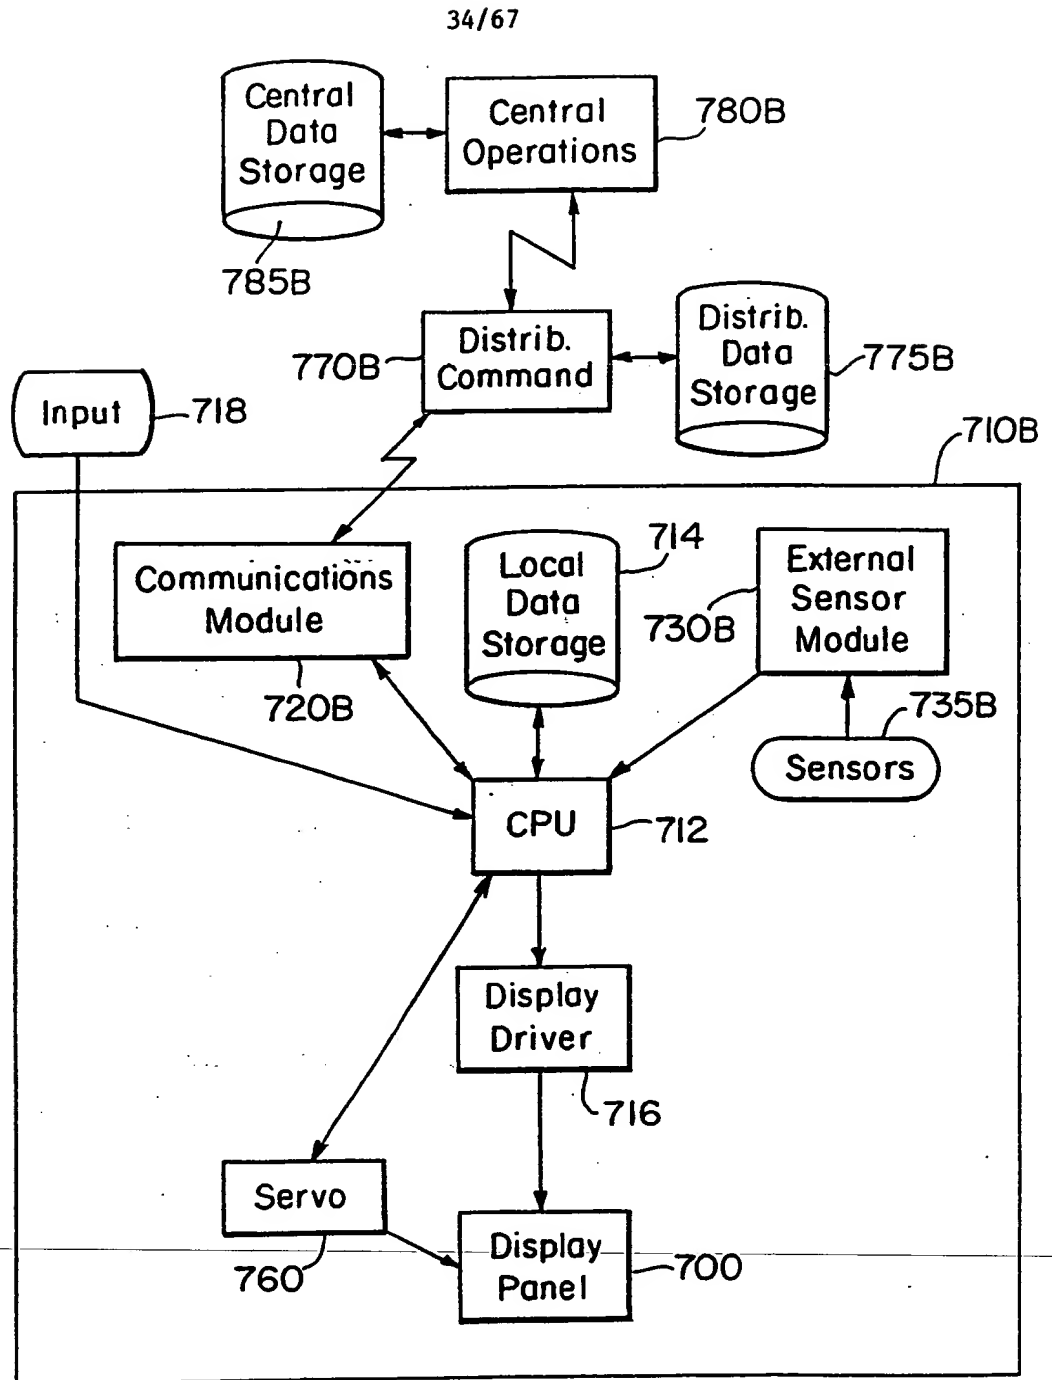 34/67
Central
Data
Storage
785B
Central
Operations
780B
Distrib.
Command
770B
Distrib.
Data
Storage
775B
Input
718
710B
Communications
Module
720B
Local
Data
Storage
714
External
Sensor
Module
730B
Sensors
735B
CPU
712
Display
Driver
716
Servo
760
Display
Panel
700